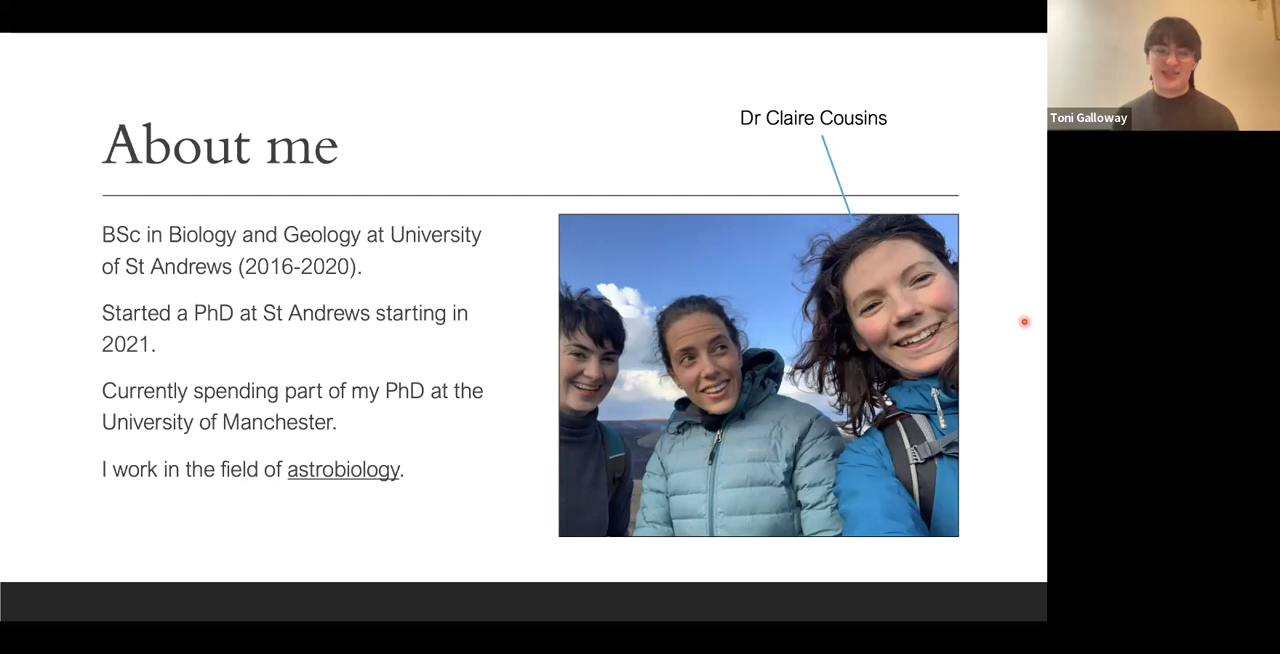 Dr Claire Cousins
Toni Galloway
About me
BSc in Biology and Geology at University
of St Andrews (2016-2020).
Started a PhD at St Andrews starting in
2021.
Currently spending part of my PhD at the
University of Manchester.
I work in the field of astrobiology.